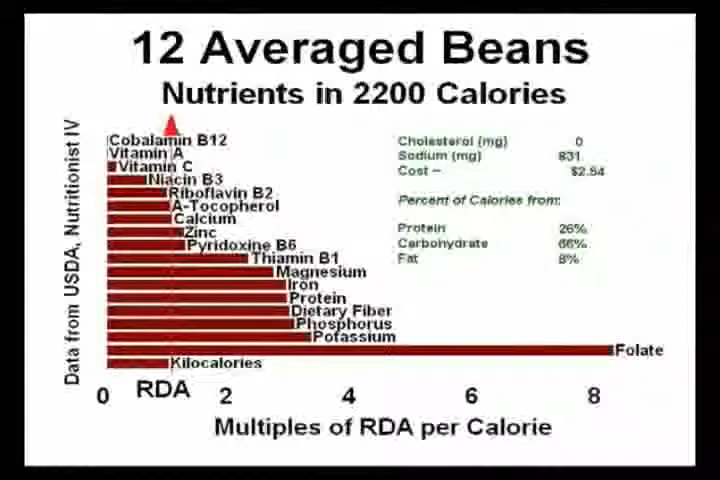 12 Averaged Beans
Nutrients in 2200 Calories
Data from USDA, Nutritionist IV
Cobalamin B12
Vitamin A
Vitamin C
Niacin B3
Riboflavin B2
A-Tocopherol
Calcium
Zinc
Pyridoxine B6
Thiamin B1
Magnesium
Iron
Protein
Dietary Fiber
Phosphorus
Potassium
Folate
Kilocalories
Cholesterol (mg) 0
Sodium (mg) 831
Cost – $2.54
Percent of Calories from:
Protein 26%
Carbohydrate 66%
Fat 8%
0 RDA 2 4 6 8
Multiples of RDA per Calorie